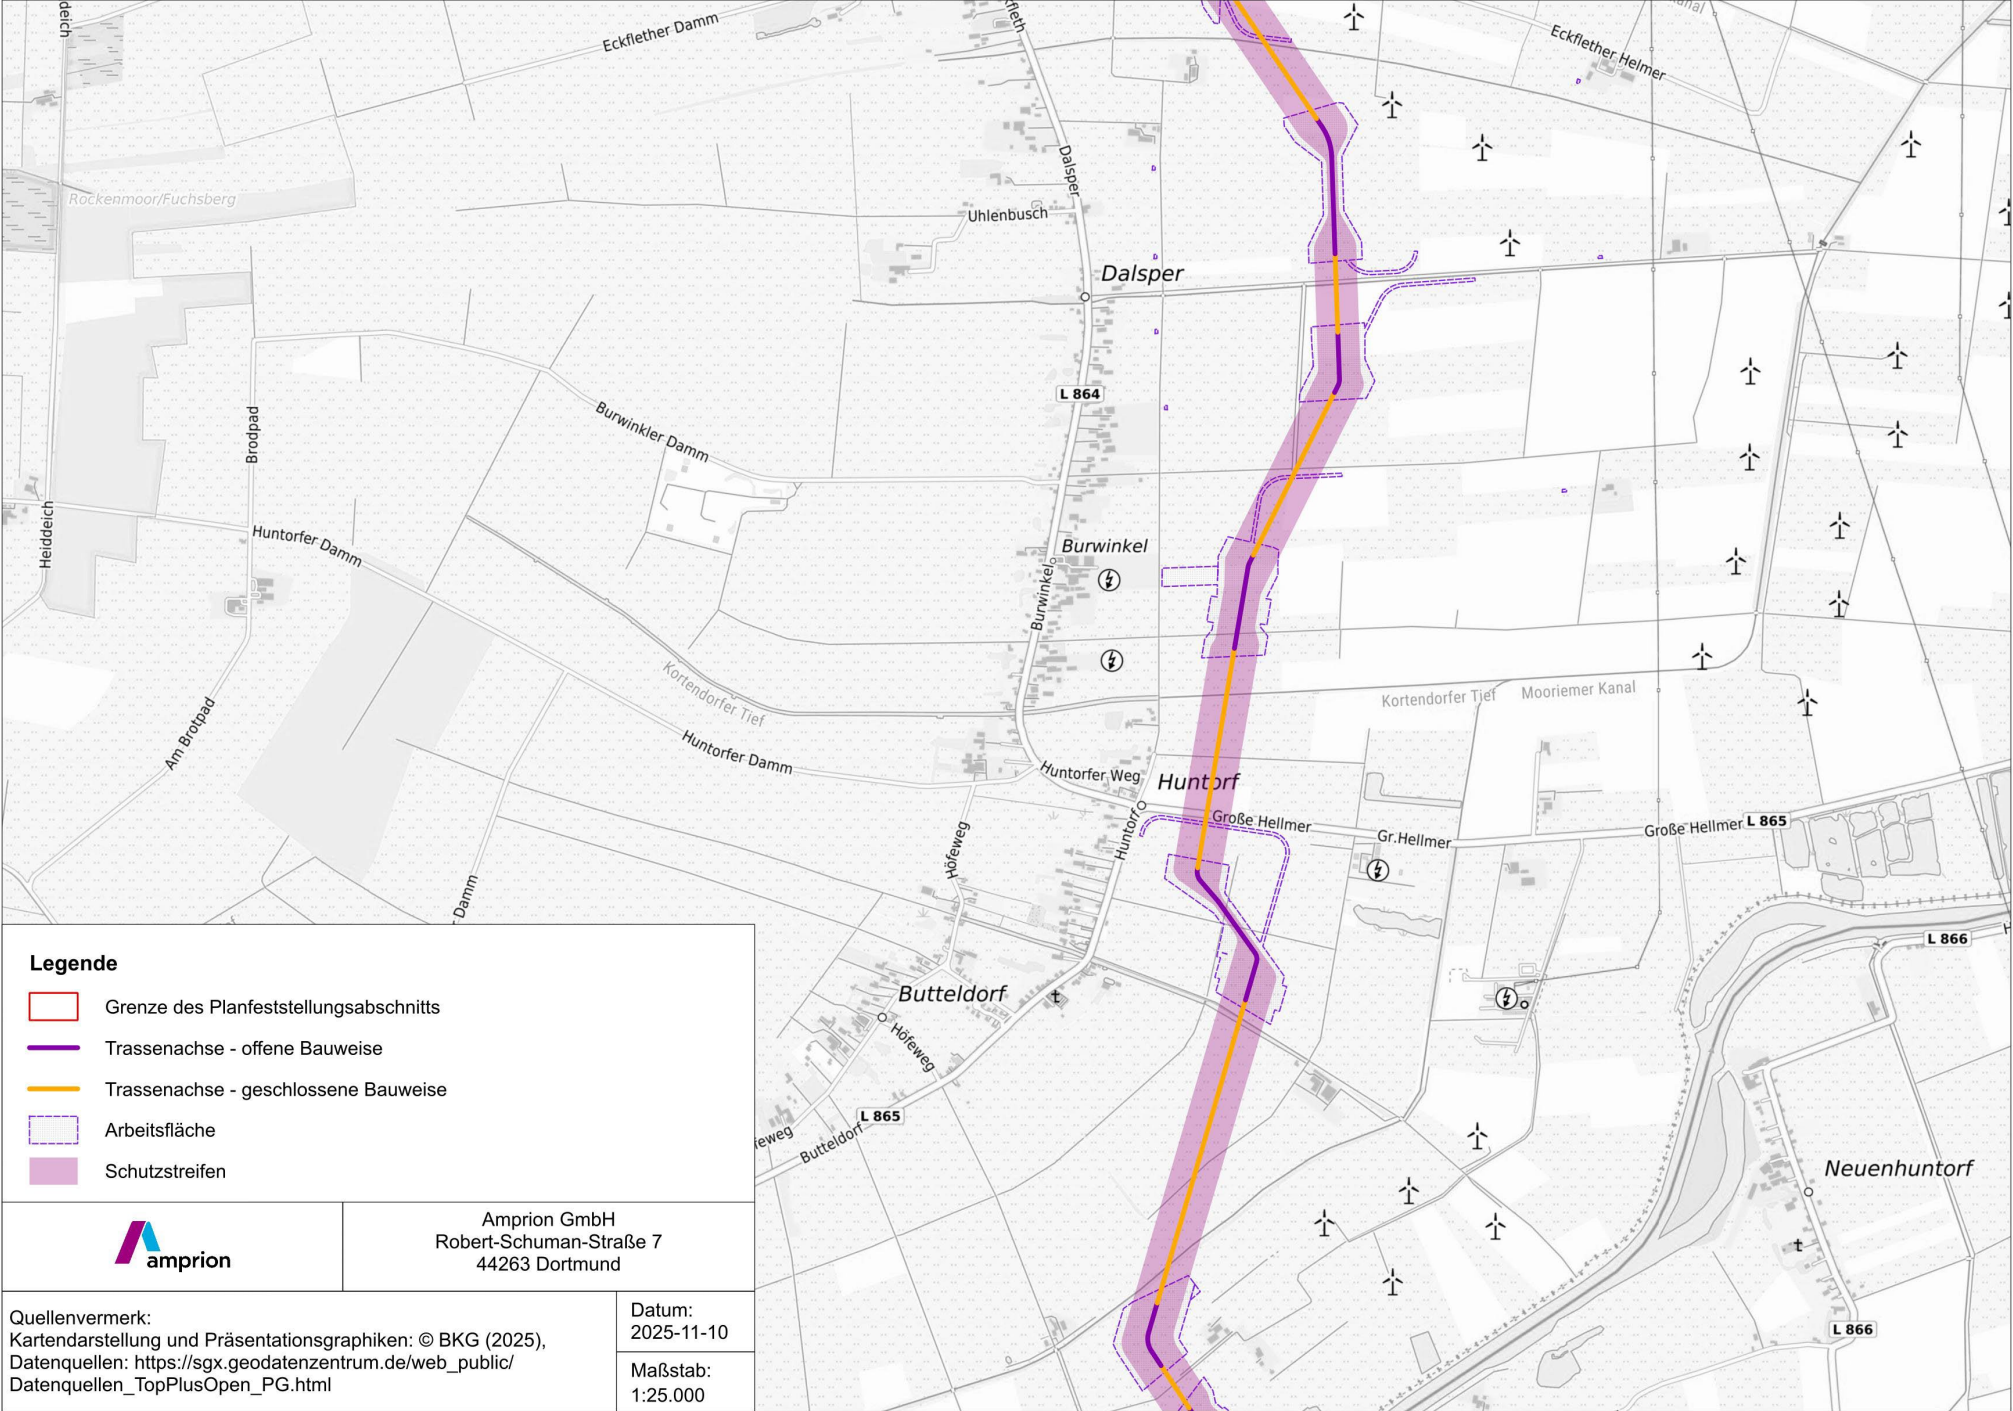 deich
Eckflether Damm
fleth
anal
Eckflether Helmer
Dalsper
Rockenmoor/Fuchsberg
Uhlenbusch
Dalsper
L 864
Brodpad
Burwinkler Damm
Heiddeich
Huntorfer Damm
Burwinkel
Burwinkel
Kortendorfer Tief
Kortendorfer Tief
Mooriemer Kanal
Am Brotpad
Huntorfer Damm
Huntorfer Weg
Huntorf
Große Hellmer
Gr.Hellmer
Große Hellmer
L 865
Huntorf
Höfeweg
Damm
L 866
Butteldorf
Höfeweg
L 865
Butteldorf
feweg
Neuenhuntorf
L 866
Legende
Grenze des Planfeststellungsabschnitts
Trassenachse - offene Bauweise
Trassenachse - geschlossene Bauweise
Arbeitsfläche
Schutzstreifen
amprion
Amprion GmbH
Robert-Schuman-Straße 7
44263 Dortmund
Quellenvermerk:
Kartendarstellung und Präsentationsgraphiken: © BKG (2025),
Datenquellen: https://sgx.geodatenzentrum.de/web_public/
Datenquellen_TopPlusOpen_PG.html
Datum:
2025-11-10
Maßstab:
1:25.000